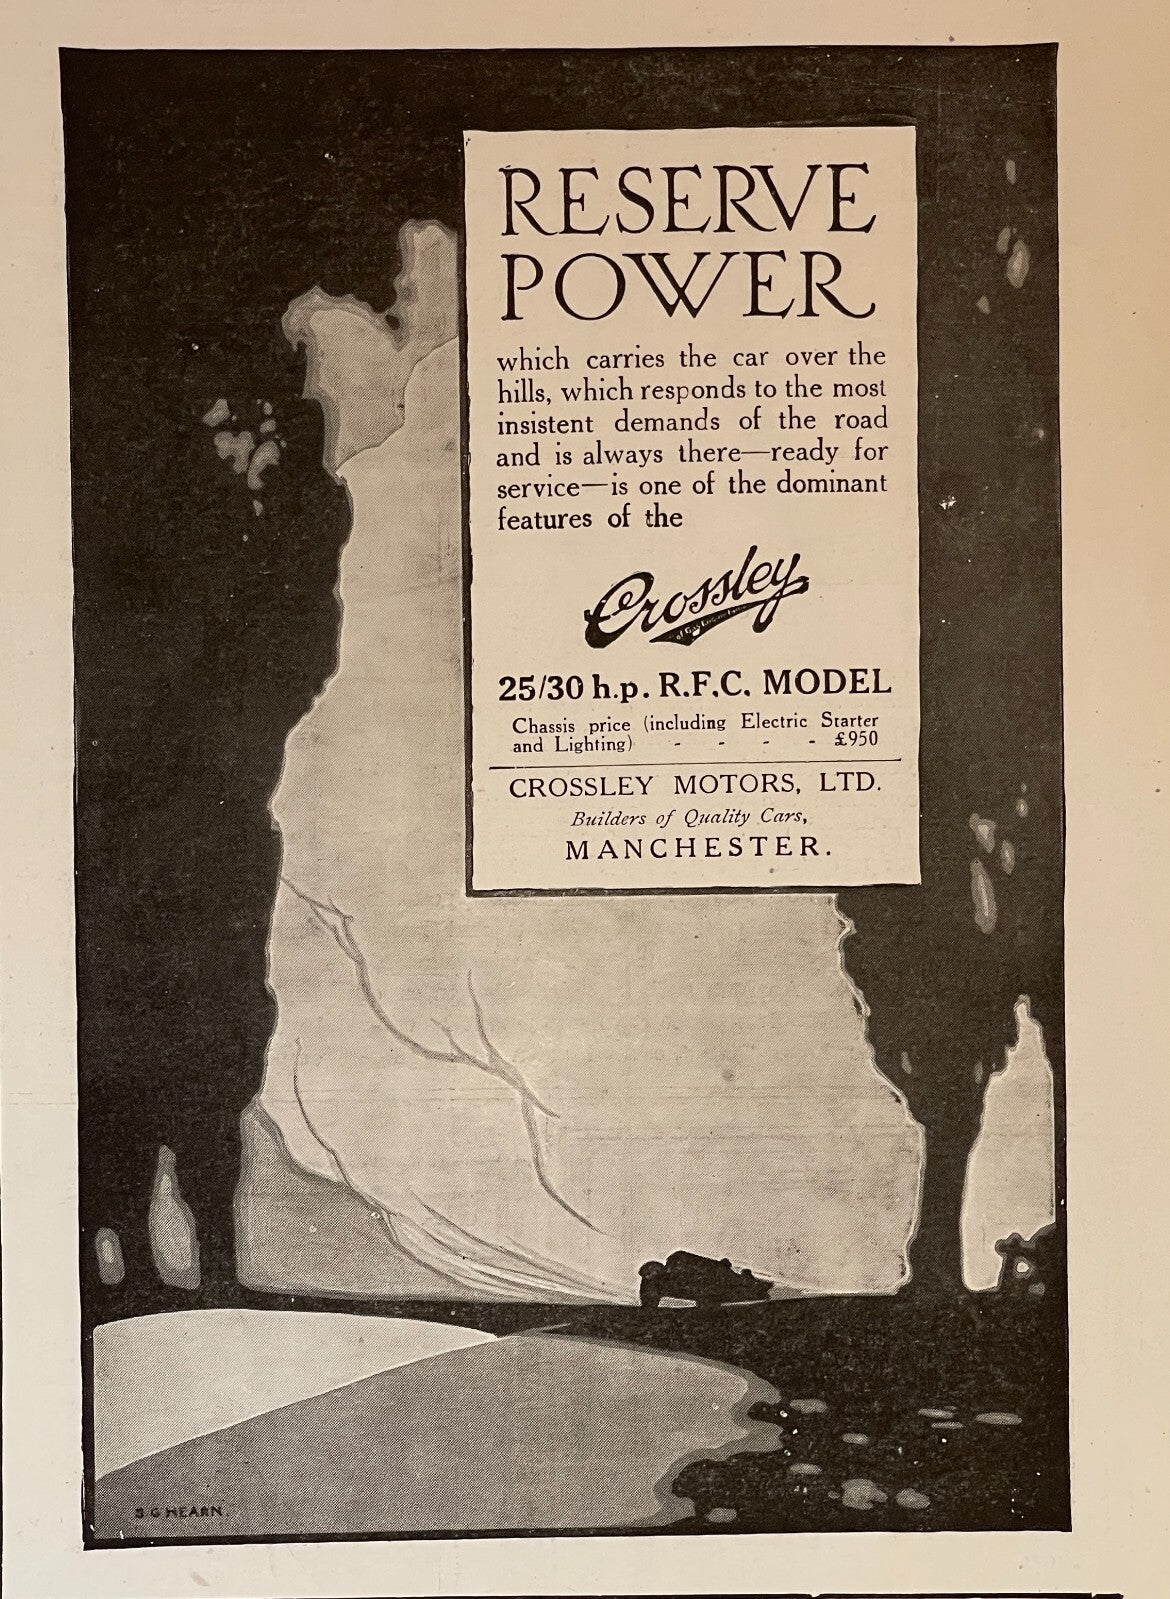 RESERVE
POWER
which carries the car over the
hills, which responds to the most
insistent demands of the road
and is always there—ready for
service—is one of the dominant
features of the
Crossley
25/30 h.p. R.F.C. MODEL
Chassis price (including Electric Starter
and Lighting) - - - - £950
CROSSLEY MOTORS, LTD.
Builders of Quality Cars,
MANCHESTER.
S G HEARN.